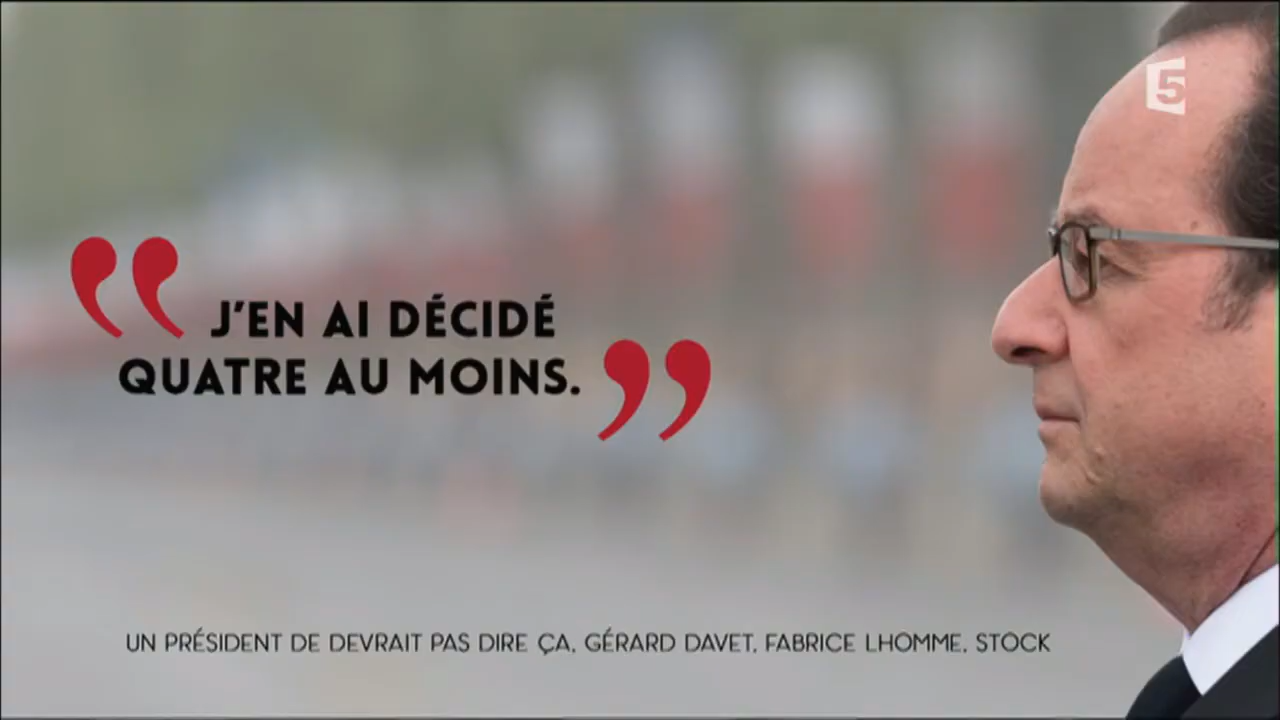 5
“ J’EN AI DÉCIDÉ
QUATRE AU MOINS. ”
UN PRÉSIDENT DE DEVRAIT PAS DIRE ÇA, GÉRARD DAVET, FABRICE LHOMME, STOCK